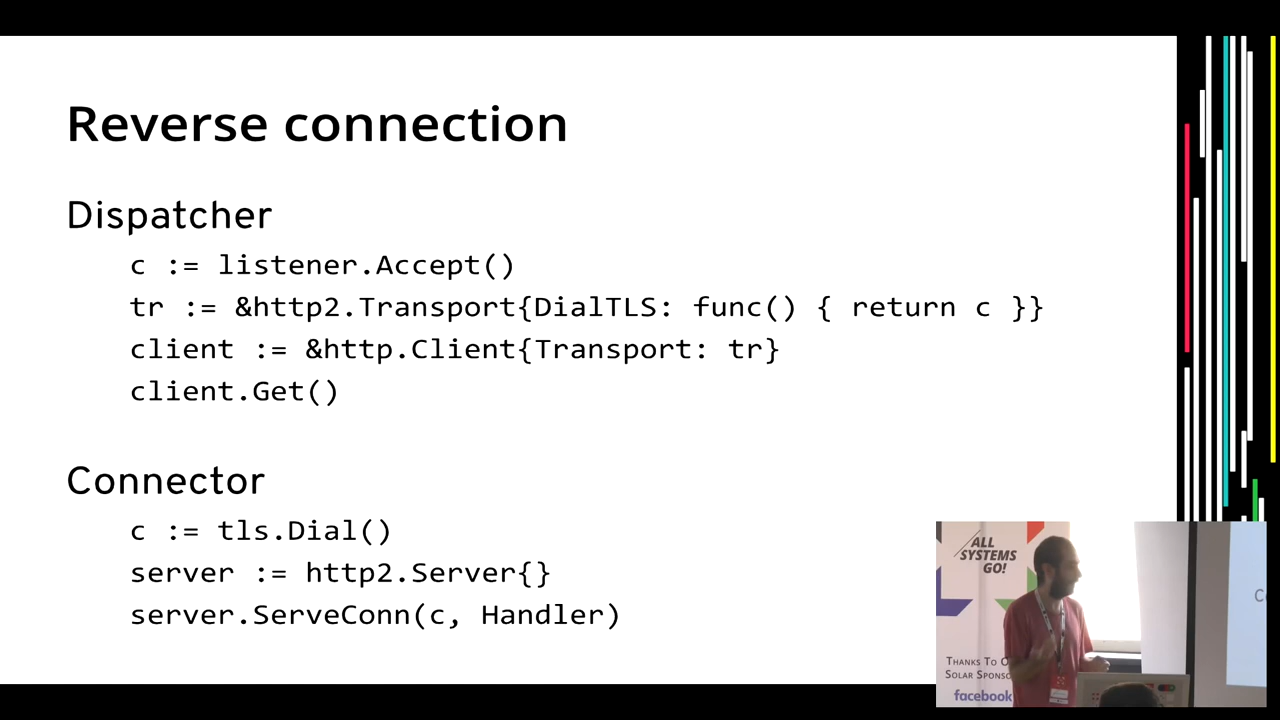 Reverse connection
Dispatcher
c := listener.Accept()
tr := &http2.Transport{DialTLS: func() { return c }}
client := &http.Client{Transport: tr}
client.Get()
Connector
c := tls.Dial()
server := http2.Server{}
server.ServeConn(c, Handler)
ALL
SYSTEMS
GO!
THANKS TO
SOLAR
facebook